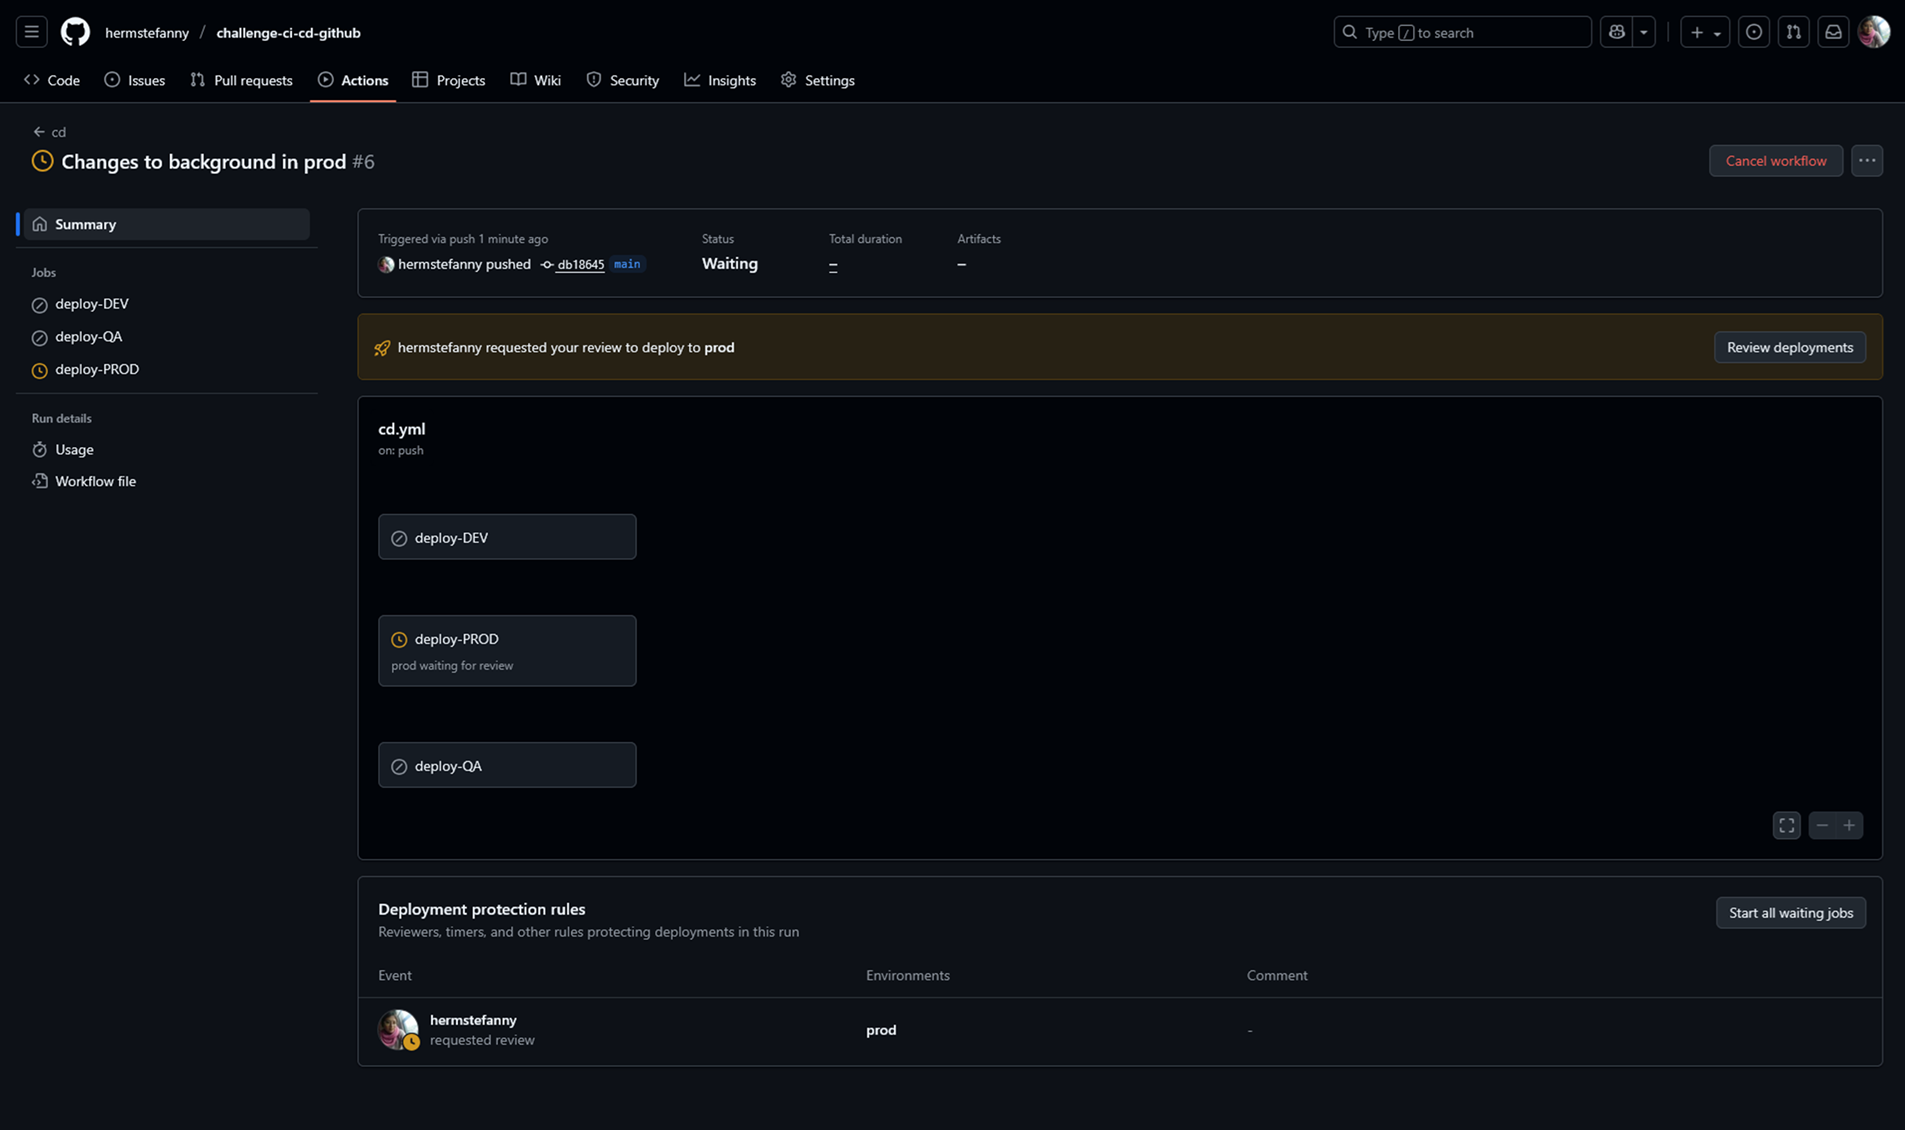 hermstefanny / challenge-ci-cd-github
Type / to search
Code
Issues
Pull requests
Actions
Projects
Wiki
Security
Insights
Settings
cd
Changes to background in prod #6
Cancel workflow
Summary
Jobs
deploy-DEV
deploy-QA
deploy-PROD
Run details
Usage
Workflow file
Triggered via push 1 minute ago
hermstefanny pushed db18645 main
Status
Waiting
Total duration
–
Artifacts
–
hermstefanny requested your review to deploy to prod
Review deployments
cd.yml
on: push
deploy-DEV
deploy-PROD
prod waiting for review
deploy-QA
Deployment protection rules
Reviewers, timers, and other rules protecting deployments in this run
Start all waiting jobs
Event
Environments
Comment
hermstefanny
requested review
prod
-